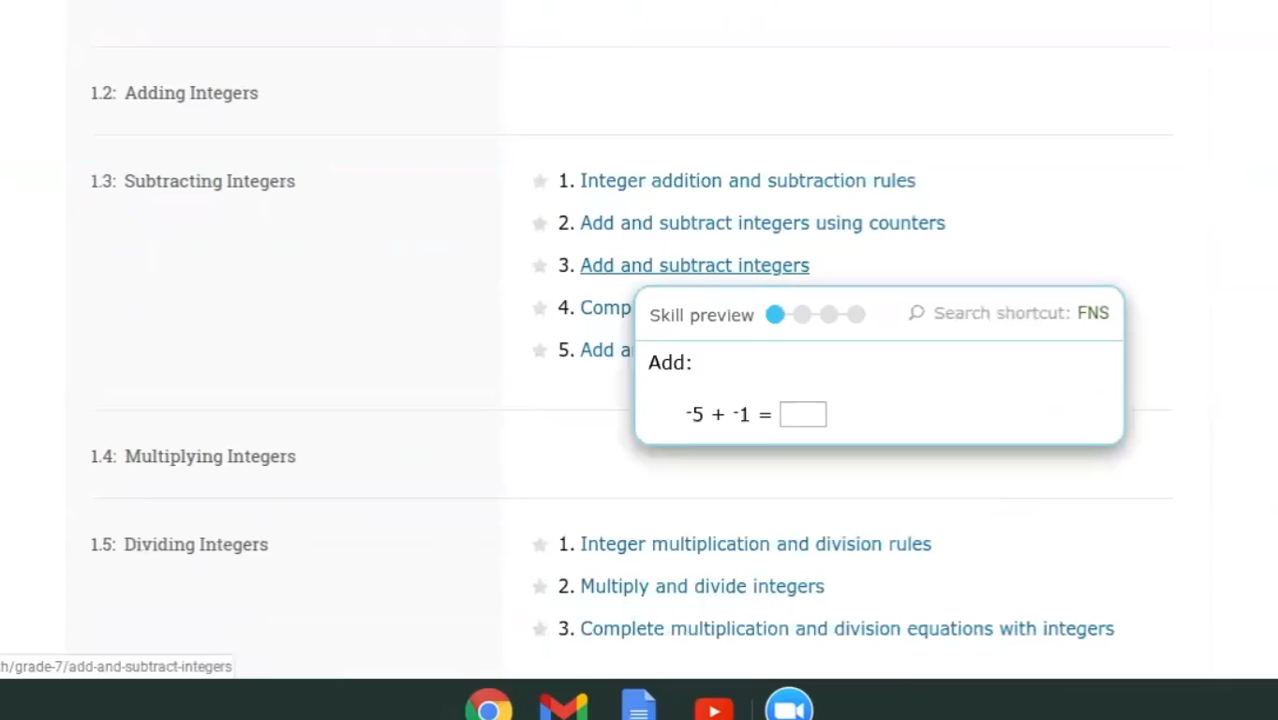 1.2: Adding Integers
1.3: Subtracting Integers
1. Integer addition and subtraction rules
2. Add and subtract integers using counters
3. Add and subtract integers
4. Comp
5. Add a
Skill preview Search shortcut: FNS
Add:
-5 + -1 =
1.4: Multiplying Integers
1.5: Dividing Integers
1. Integer multiplication and division rules
2. Multiply and divide integers
3. Complete multiplication and division equations with integers
h/grade-7/add-and-subtract-integers